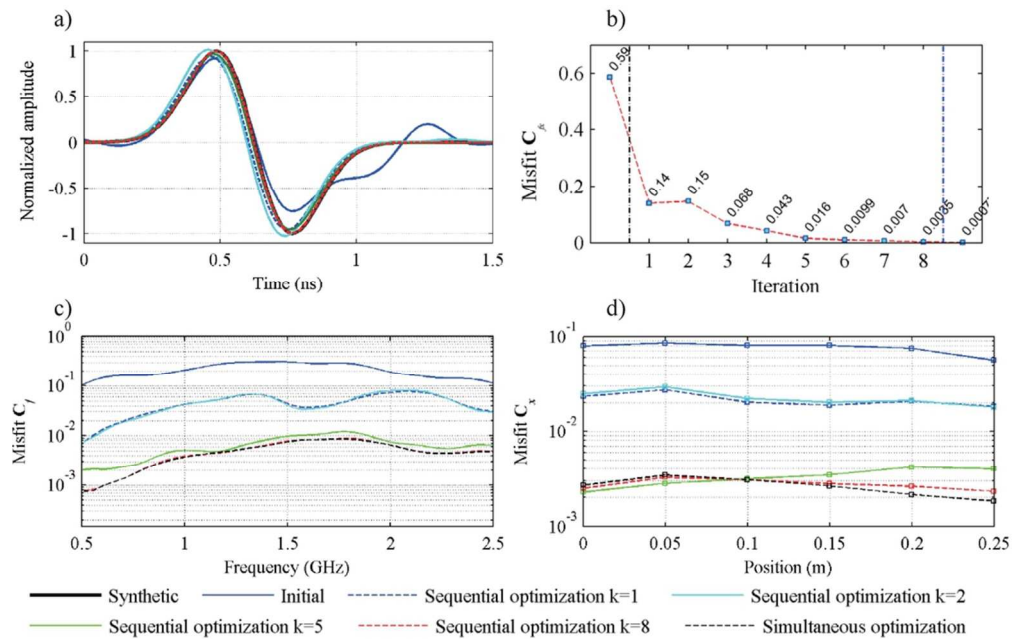 a)
1
0.5
0
-0.5
-1
Normalized amplitude
0
0.5
1
1.5
Time (ns)
b)
0.6
0.4
0.2
0
Misfit C fx
0.59
0.14
0.15
0.068
0.043
0.016
0.0099
0.007
0.0035
1
2
3
4
5
6
7
8
Iteration
c)
10^0
10^-1
10^-2
10^-3
Misfit C f
0.5
1
1.5
2
2.5
Frequency (GHz)
d)
10^-1
10^-2
10^-3
Misfit C x
0
0.05
0.1
0.15
0.2
0.25
Position (m)
Synthetic
Initial
Sequential optimization k=1
Sequential optimization k=2
Sequential optimization k=5
Sequential optimization k=8
Simultaneous optimization